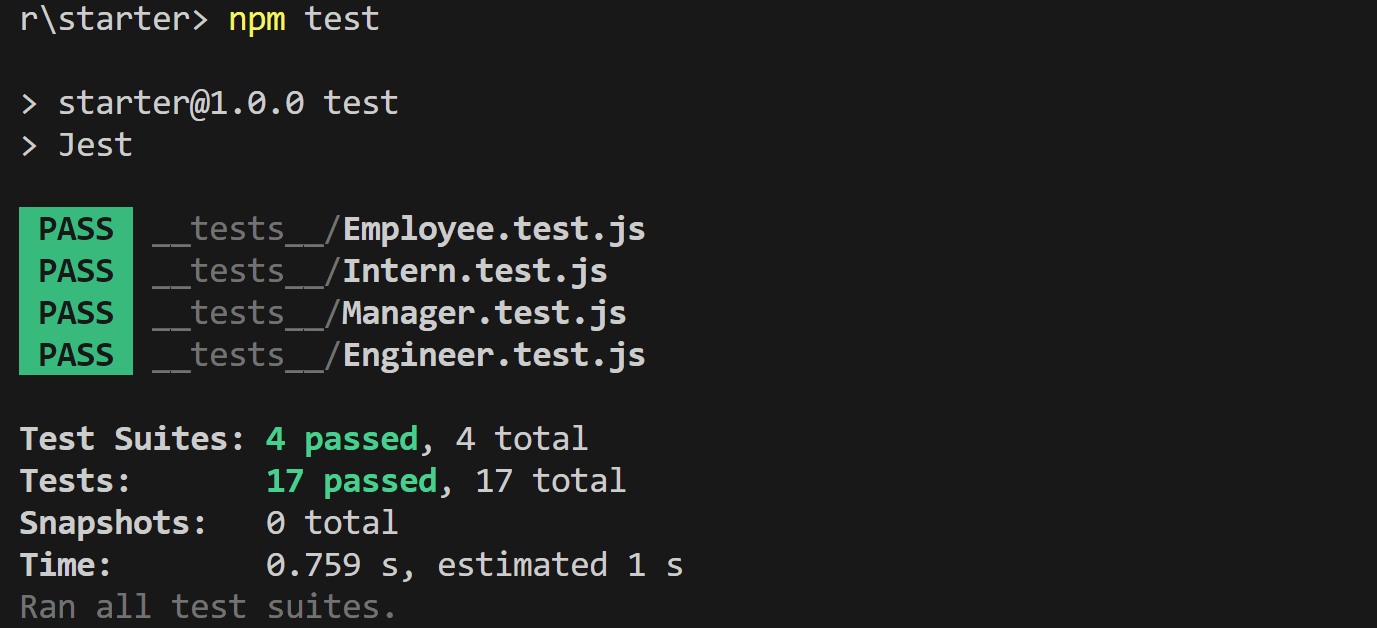 r\starter> npm test
> starter@1.0.0 test
> Jest
PASS __tests__/Employee.test.js
PASS __tests__/Intern.test.js
PASS __tests__/Manager.test.js
PASS __tests__/Engineer.test.js
Test Suites: 4 passed, 4 total
Tests: 17 passed, 17 total
Snapshots: 0 total
Time: 0.759 s, estimated 1 s
Ran all test suites.